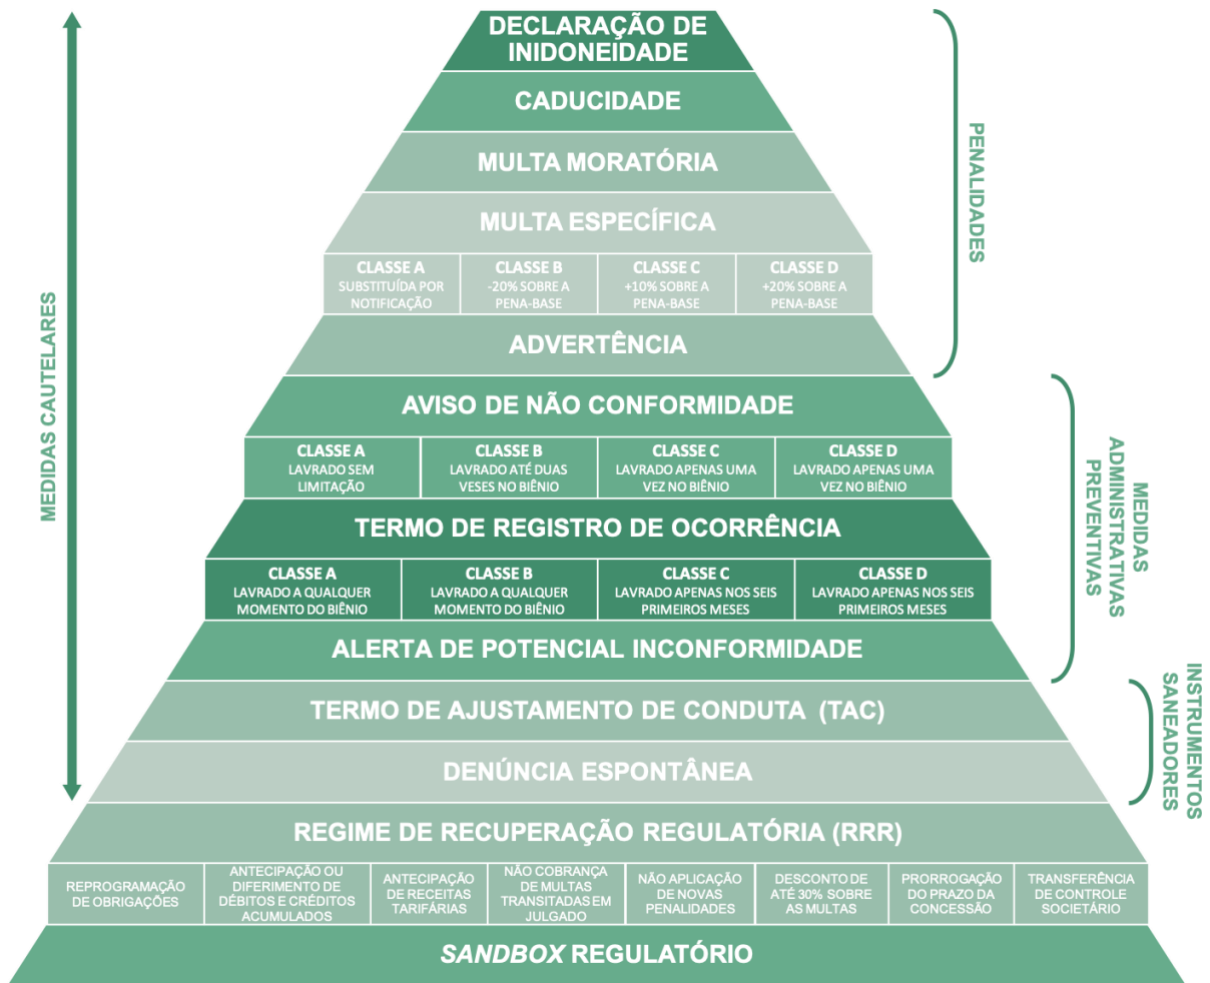 DECLARAÇÃO DE
INIDONEIDADE
CADUCIDADE
MULTA MORATÓRIA
MULTA ESPECÍFICA
CLASSE A
SUBSTITUÍDA POR
NOTIFICAÇÃO
CLASSE B
-20% SOBRE A
PENA-BASE
CLASSE C
+10% SOBRE A
PENA-BASE
CLASSE D
+20% SOBRE A
PENA-BASE
ADVERTÊNCIA
PENALIDADES
AVISO DE NÃO CONFORMIDADE
CLASSE A
LAVRADO SEM
LIMITAÇÃO
CLASSE B
LAVRADO ATÉ DUAS
VESES NO BIÊNIO
CLASSE C
LAVRADO APENAS UMA
VEZ NO BIÊNIO
CLASSE D
LAVRADO APENAS UMA
VEZ NO BIÊNIO
TERMO DE REGISTRO DE OCORRÊNCIA
CLASSE A
LAVRADO A QUALQUER
MOMENTO DO BIÊNIO
CLASSE B
LAVRADO A QUALQUER
MOMENTO DO BIÊNIO
CLASSE C
LAVRADO APENAS NOS SEIS
PRIMEIROS MESES
CLASSE D
LAVRADO APENAS NOS SEIS
PRIMEIROS MESES
ALERTA DE POTENCIAL INCONFORMIDADE
MEDIDAS
ADMINISTRATIVAS
PREVENTIVAS
TERMO DE AJUSTAMENTO DE CONDUTA (TAC)
DENÚNCIA ESPONTÂNEA
INSTRUMENTOS
SANEADORES
MEDIDAS CAUTELARES
REGIME DE RECUPERAÇÃO REGULATÓRIA (RRR)
REPROGRAMAÇÃO
DE OBRIGAÇÕES
ANTECIPAÇÃO OU
DIFERIMENTO DE
DÉBITOS E CRÉDITOS
ACUMULADOS
ANTECIPAÇÃO
DE RECEITAS
TARIFÁRIAS
NÃO COBRANÇA
DE MULTAS
TRANSITADAS EM
JULGADO
NÃO APLICAÇÃO
DE NOVAS
PENALIDADES
DESCONTO DE
ATÉ 30% SOBRE
AS MULTAS
PRORROGAÇÃO
DO PRAZO DA
CONCESSÃO
TRANSFERÊNCIA
DE CONTROLE
SOCIETÁRIO
SANDBOX REGULATÓRIO